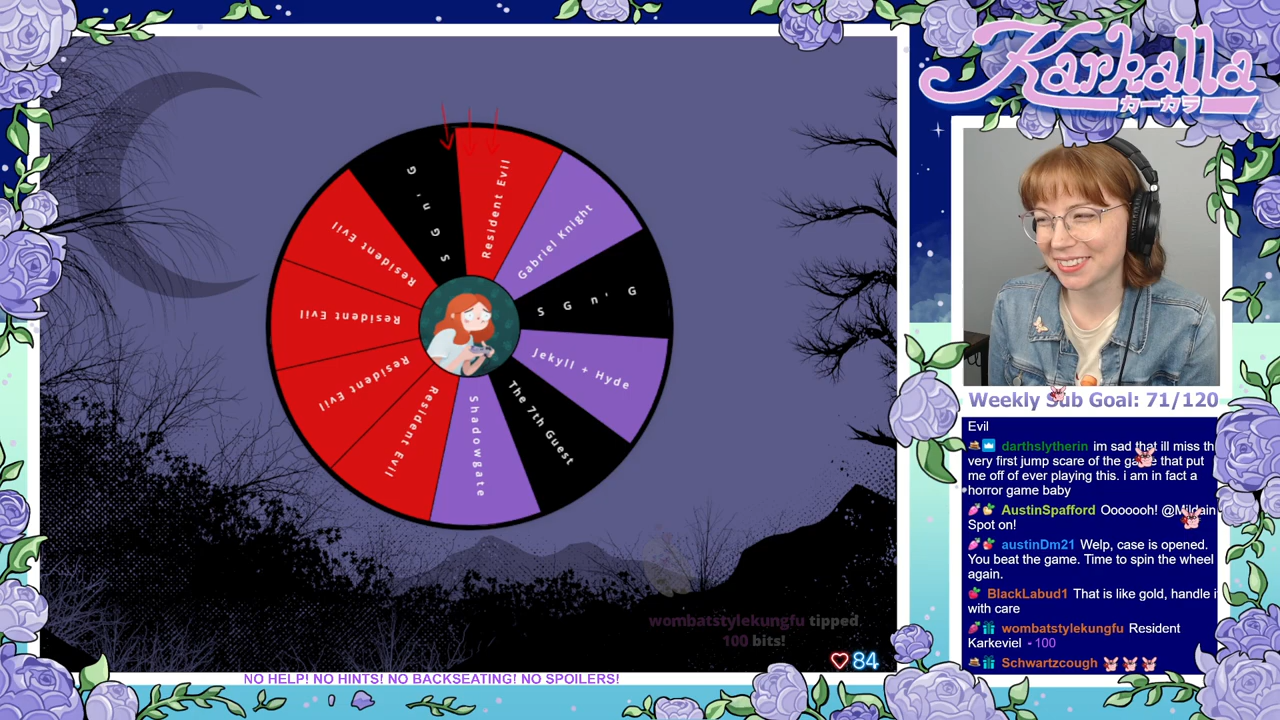 Karkalla
カーカラ
Resident Evil
Gabriel Knight
S G n' G
Jekyll + Hyde
The 7th Guest
Shadowgate
Resident Evil
Resident Evil
Resident Evil
Resident Evil
S G n' G
wombatstylekungfu tipped
100 bits!
84
NO HELP! NO HINTS! NO BACKSEATING! NO SPOILERS!
Weekly Sub Goal: 71/120
Evil
darthslytherin im sad that ill miss th
very first jump scare of the game that put
me off of ever playing this. i am in fact a
horror game baby
AustinSpafford Ooooooh!
Spot on!
austinDm21 Welp, case is opened.
You beat the game. Time to spin the wheel
again.
BlackLabud1 That is like gold, handle i
with care
wombatstylekungfu Resident
Karkeviel - 100
Schwartzcough